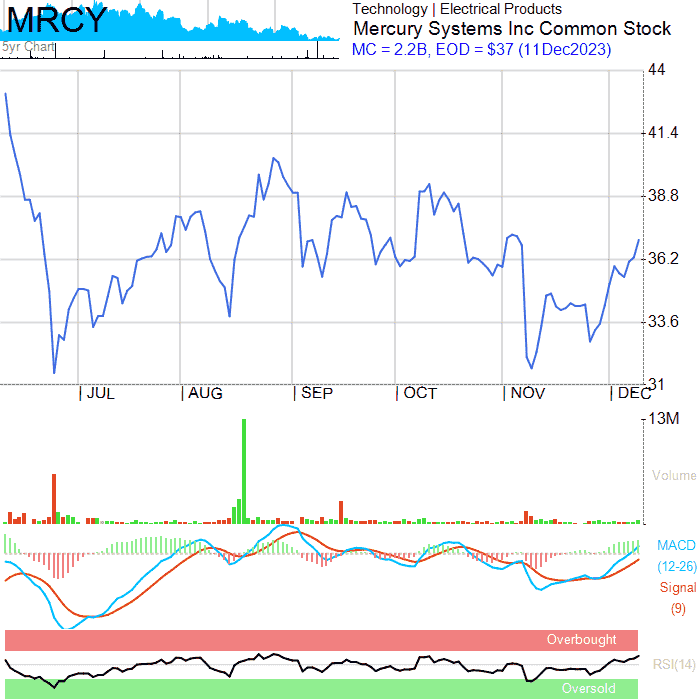 MRCY
5yr Chart
Technology | Electrical Products
Mercury Systems Inc Common Stock
MC = 2.2B, EOD = $37 (11Dec2023)
44
41.4
38.8
36.2
33.6
31
JUL AUG SEP OCT NOV DEC
13M
Volume
MACD
(12-26)
Signal
(9)
Overbought
RSI(14)
Oversold